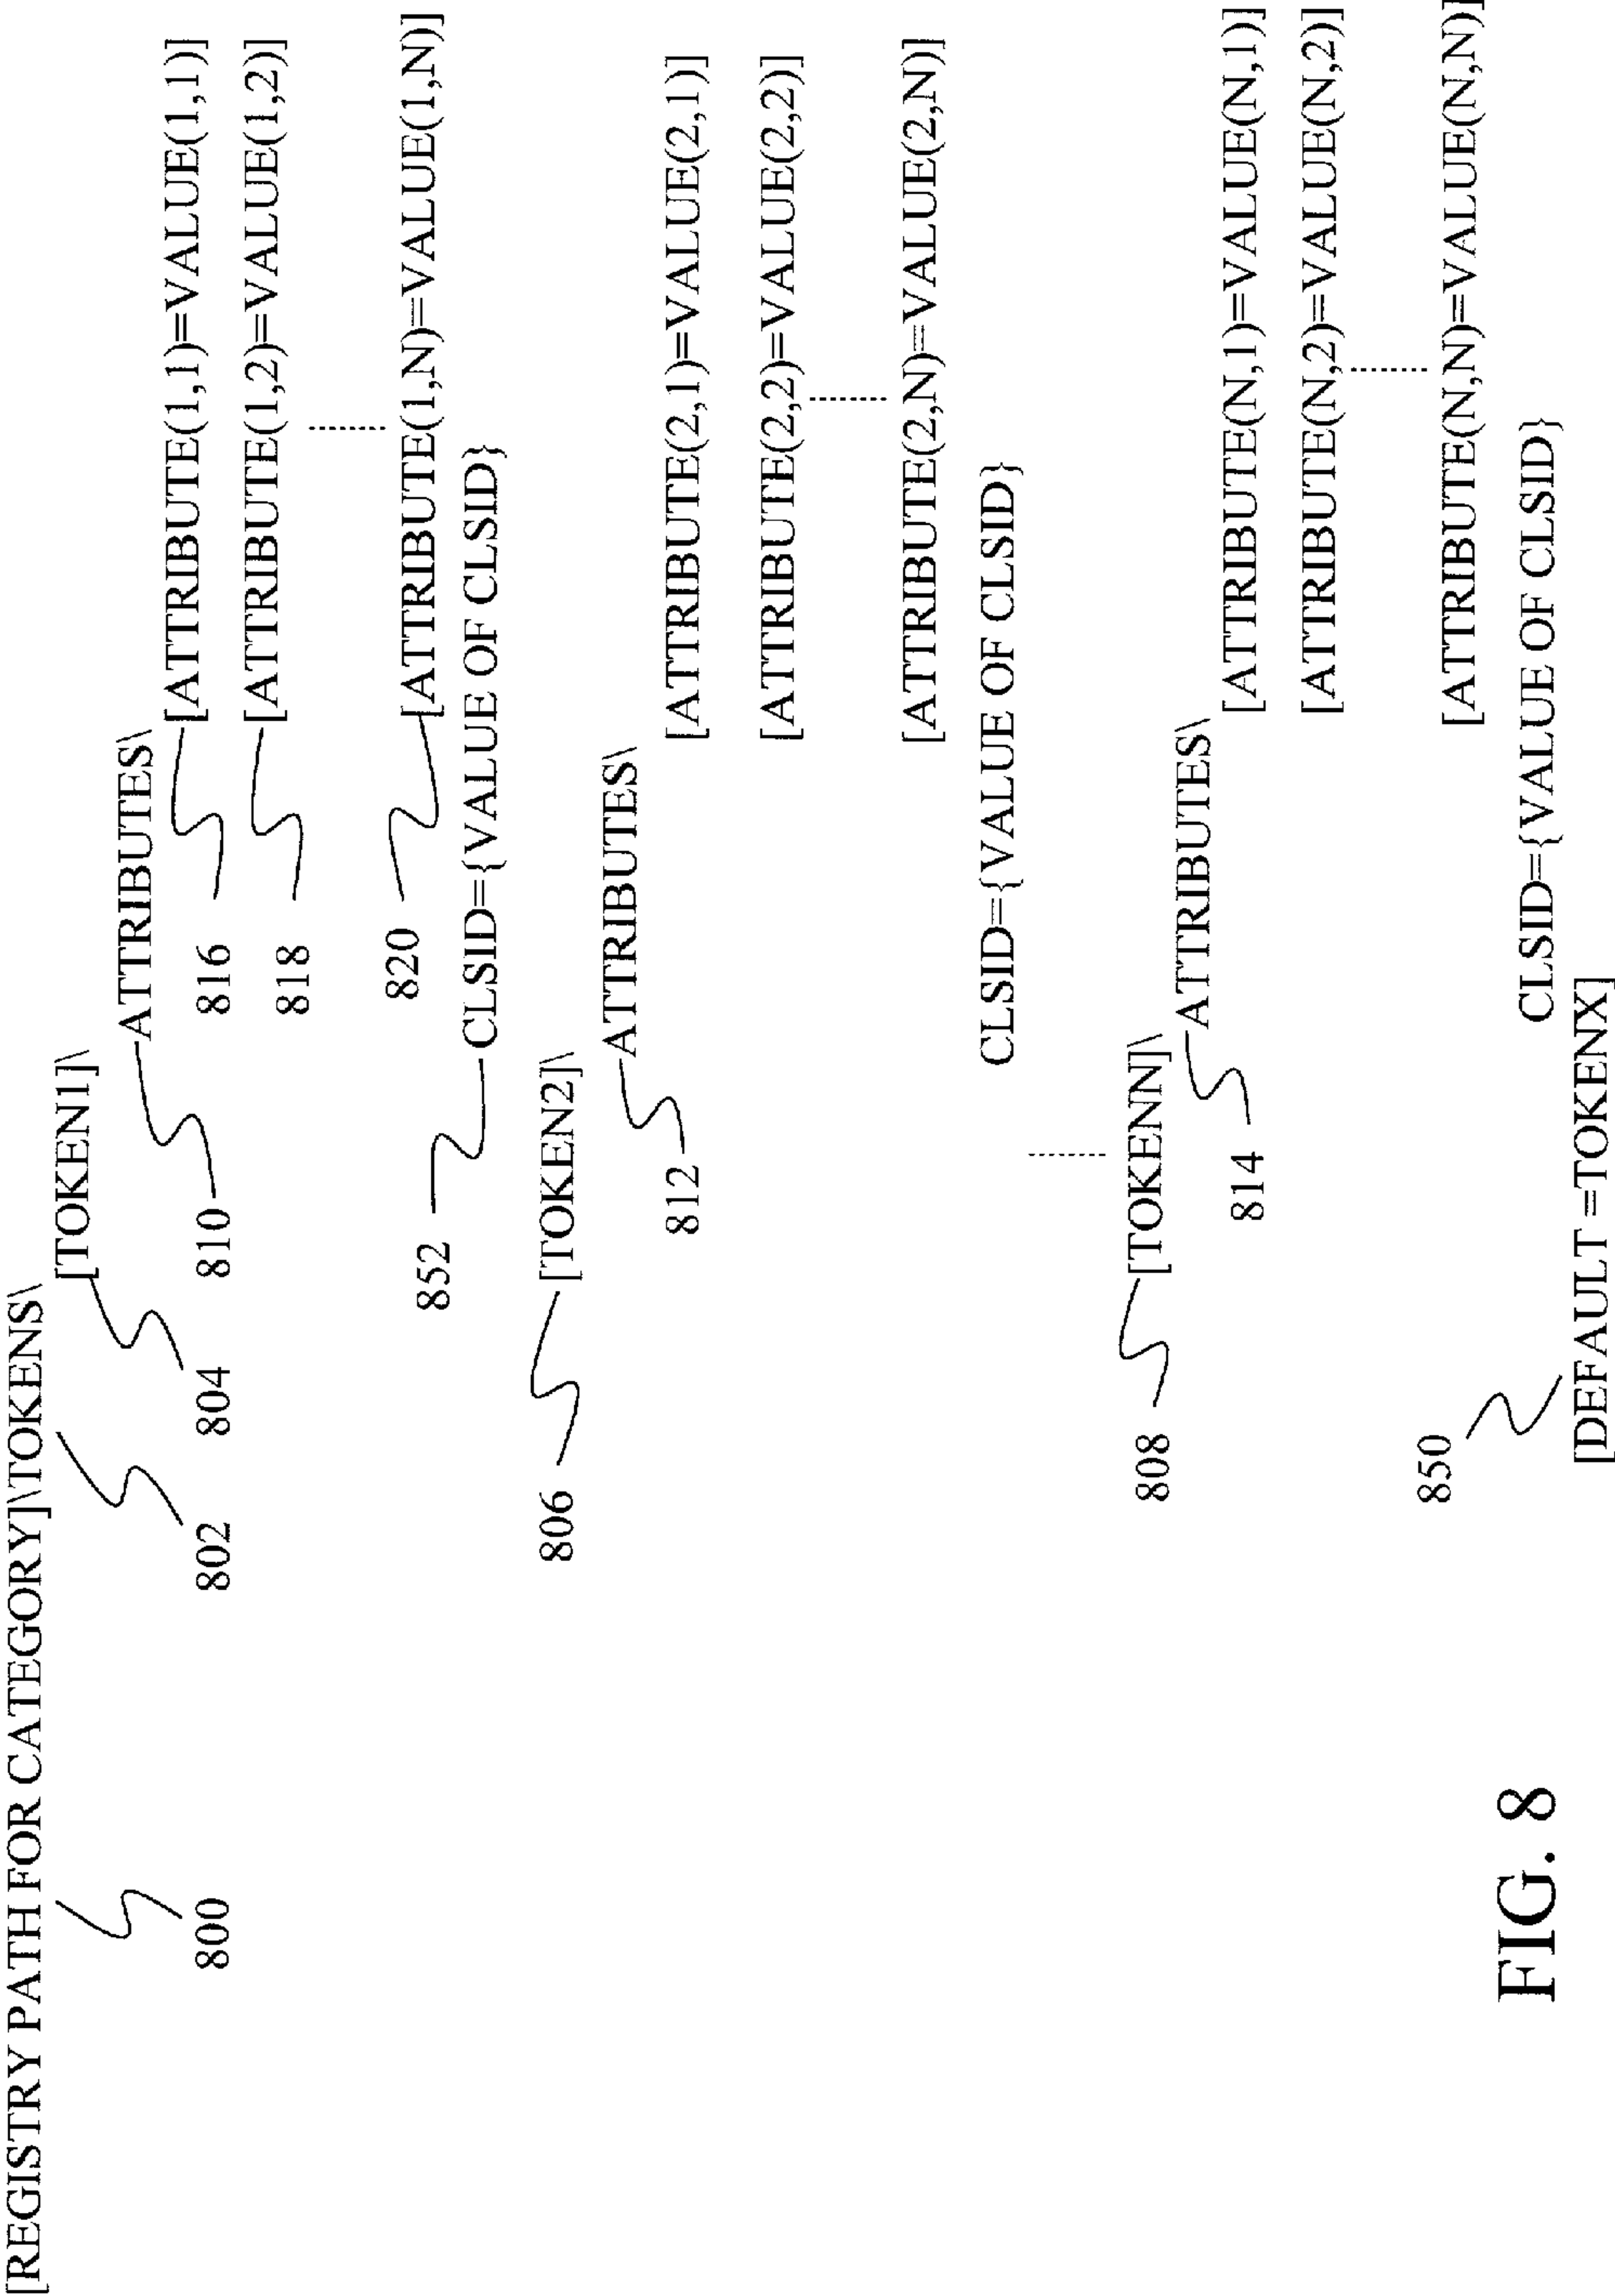 [REGISTRY PATH FOR CATEGORY]\TOKENS\
800
802
[TOKEN1]\
804
ATTRIBUTES\
810
[ATTRIBUTE(1,1)=VALUE(1,1)]
816
[ATTRIBUTE(1,2)=VALUE(1,2)]
818
[ATTRIBUTE(1,N)=VALUE(1,N)]
820
CLSID={VALUE OF CLSID}
852
[TOKEN2]\
806
ATTRIBUTES\
812
[ATTRIBUTE(2,1)=VALUE(2,1)]
[ATTRIBUTE(2,2)=VALUE(2,2)]
[ATTRIBUTE(2,N)=VALUE(2,N)]
CLSID={VALUE OF CLSID}
[TOKENN]\
808
ATTRIBUTES\
814
[ATTRIBUTE(N,1)=VALUE(N,1)]
[ATTRIBUTE(N,2)=VALUE(N,2)]
[ATTRIBUTE(N,N)=VALUE(N,N)]
CLSID={VALUE OF CLSID}
850
[DEFAULT =TOKENX]
FIG. 8